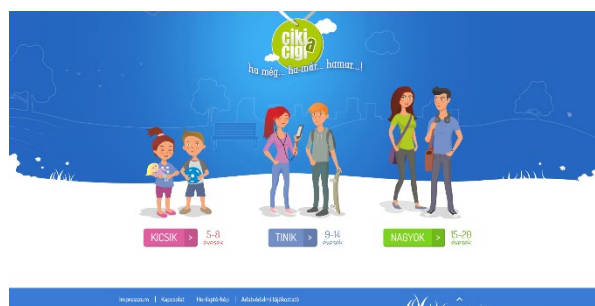 ciki
a
cigi
ha még... ha már... hamar...!
KICSIK >
5-8
évesek
TINIK >
9-14
évesek
NAGYOK >
15-20
évesek
Impresszum | Kapcsolat Honlaptérkép | Adatvédelmi tájékoztató